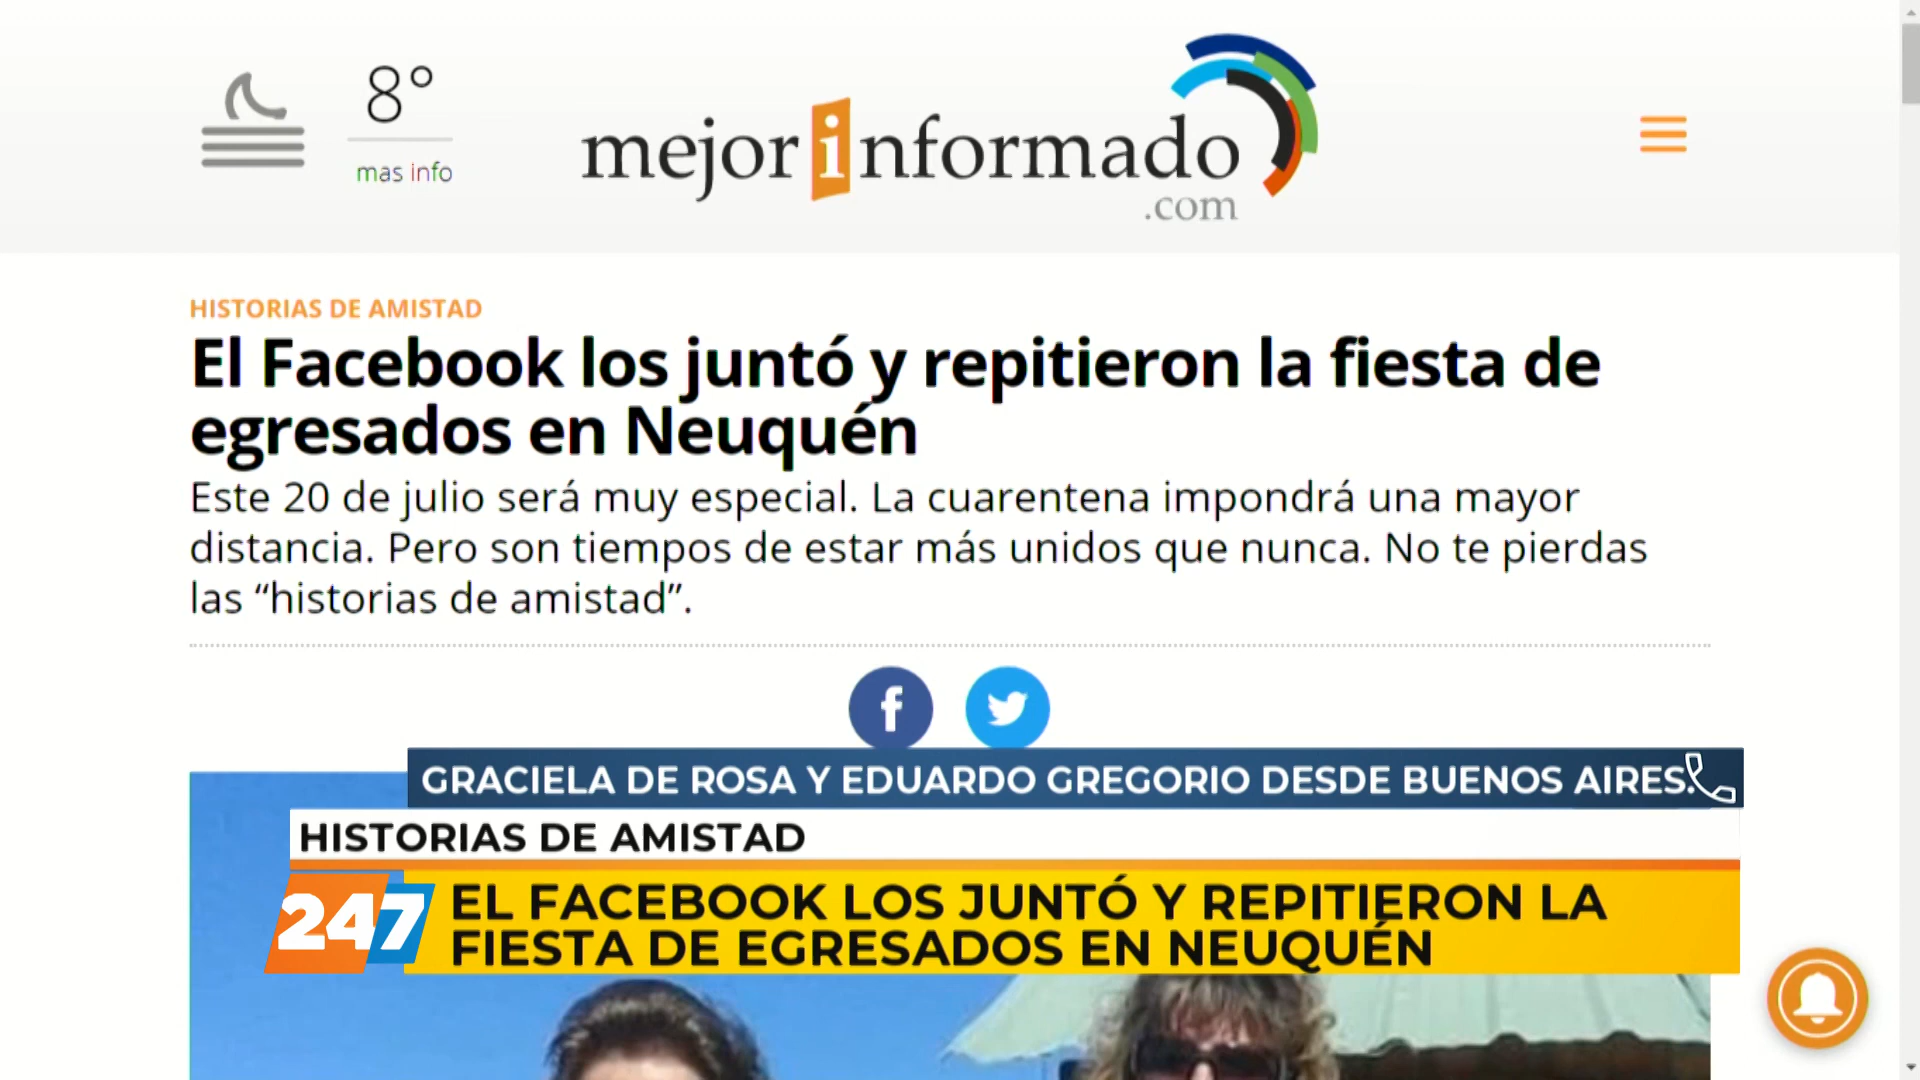 8°
mas info
mejorinformado
.com
HISTORIAS DE AMISTAD
El Facebook los juntó y repitieron la fiesta de
egresados en Neuquén
Este 20 de julio será muy especial. La cuarentena impondrá una mayor
distancia. Pero son tiempos de estar más unidos que nunca. No te pierdas
las “historias de amistad”.
GRACIELA DE ROSA Y EDUARDO GREGORIO DESDE BUENOS AIRES.
HISTORIAS DE AMISTAD
247
EL FACEBOOK LOS JUNTÓ Y REPITIERON LA
FIESTA DE EGRESADOS EN NEUQUÉN